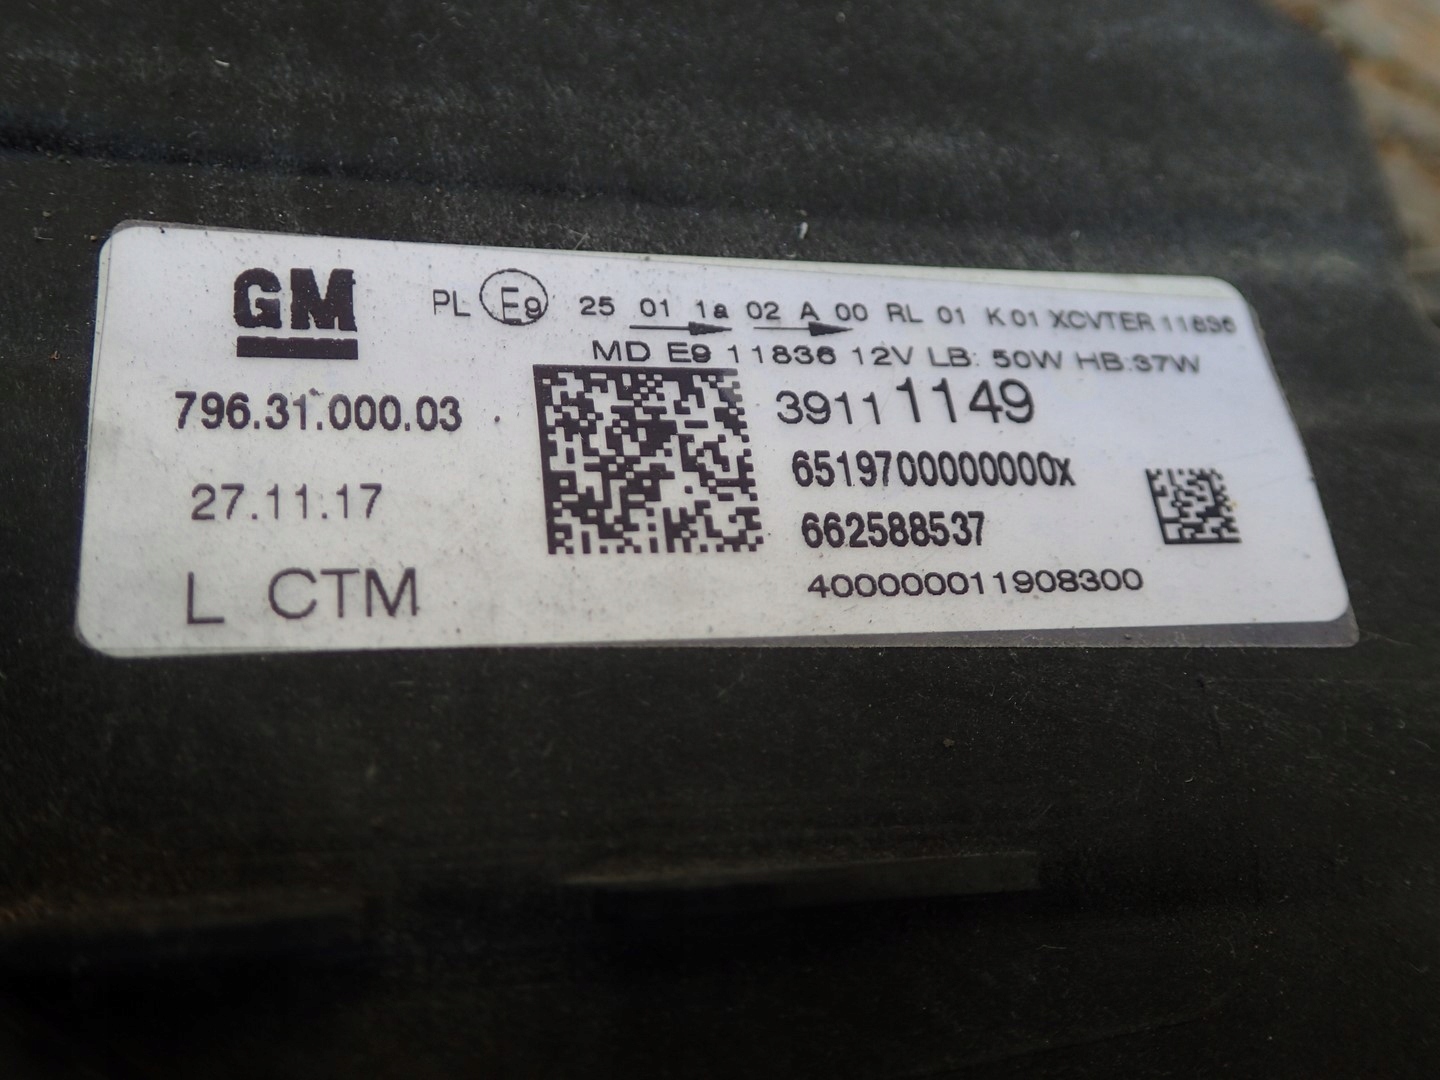 GM
PL E9 25 01 1a 02 A 00 RL 01 K 01 XCVTER 11836
MD E9 11836 12V LB: 50W HB:37W
796.31.000.03
39111149
6519700000000x
27.11.17
662588537
L CTM
400000011908300